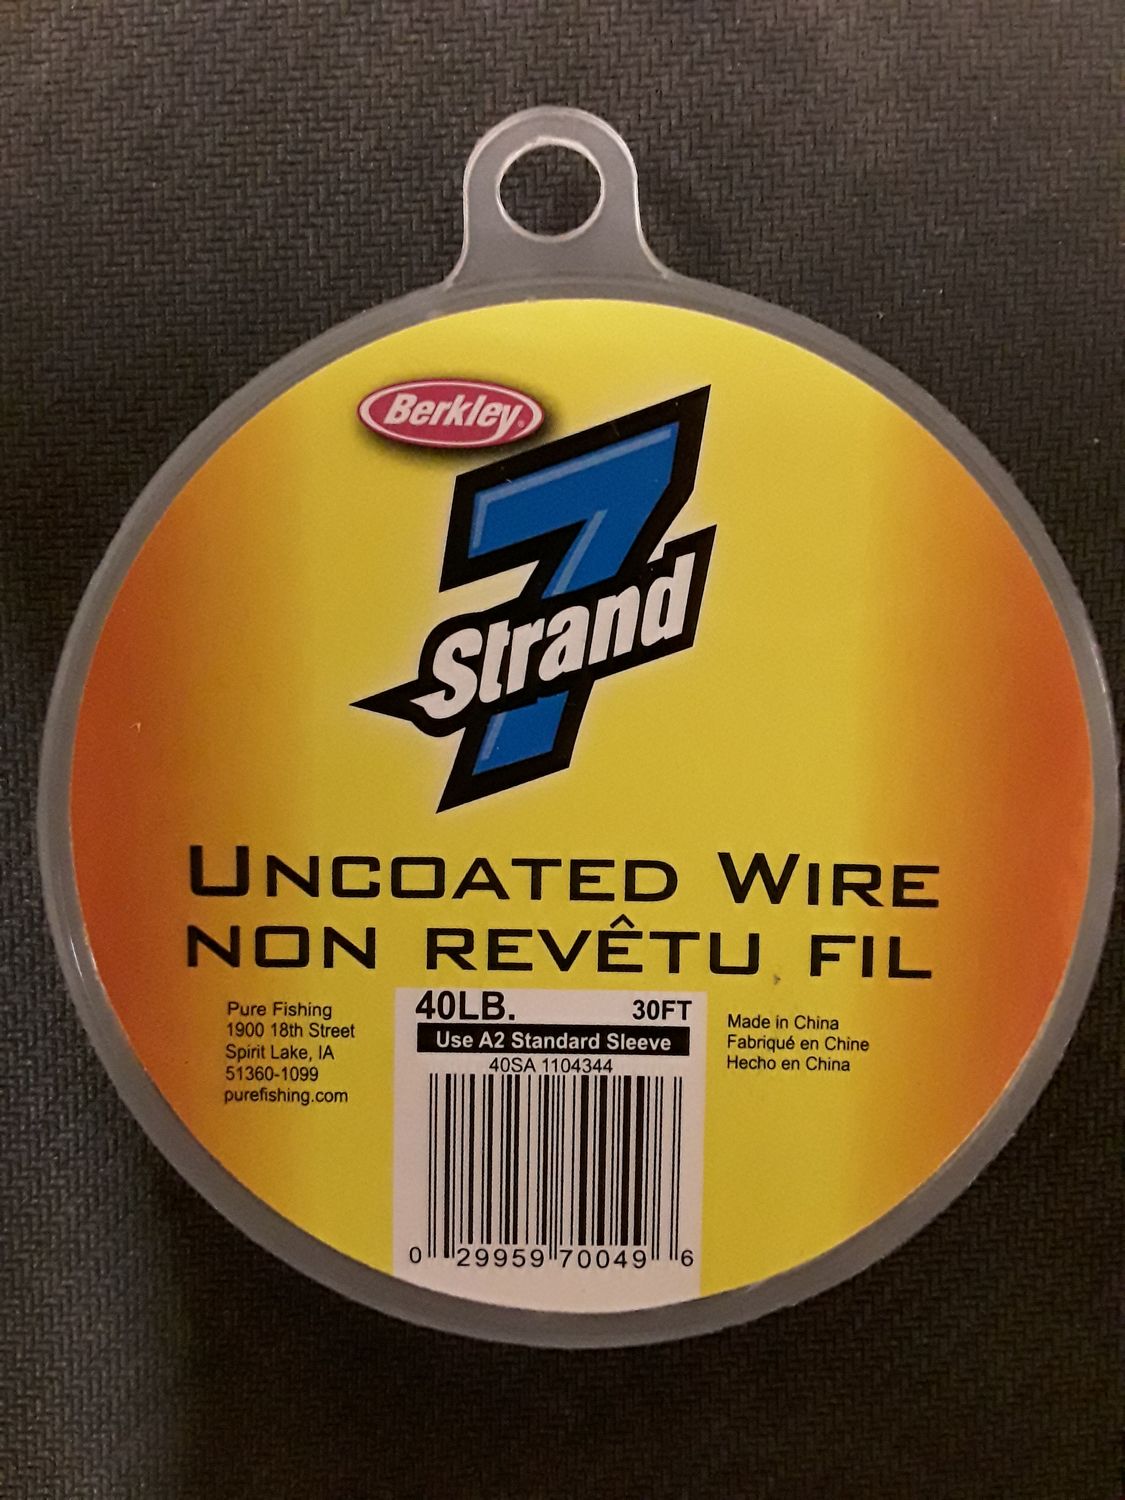 Berkley
7
Strand
UNCOATED WIRE
NON REVÊTU FIL
Pure Fishing
1900 18th Street
Spirit Lake, IA
51360-1099
purefishing.com
40LB. 30FT
Use A2 Standard Sleeve
40SA 1104344
0 29959 70049 6
Made in China
Fabriqué en Chine
Hecho en China